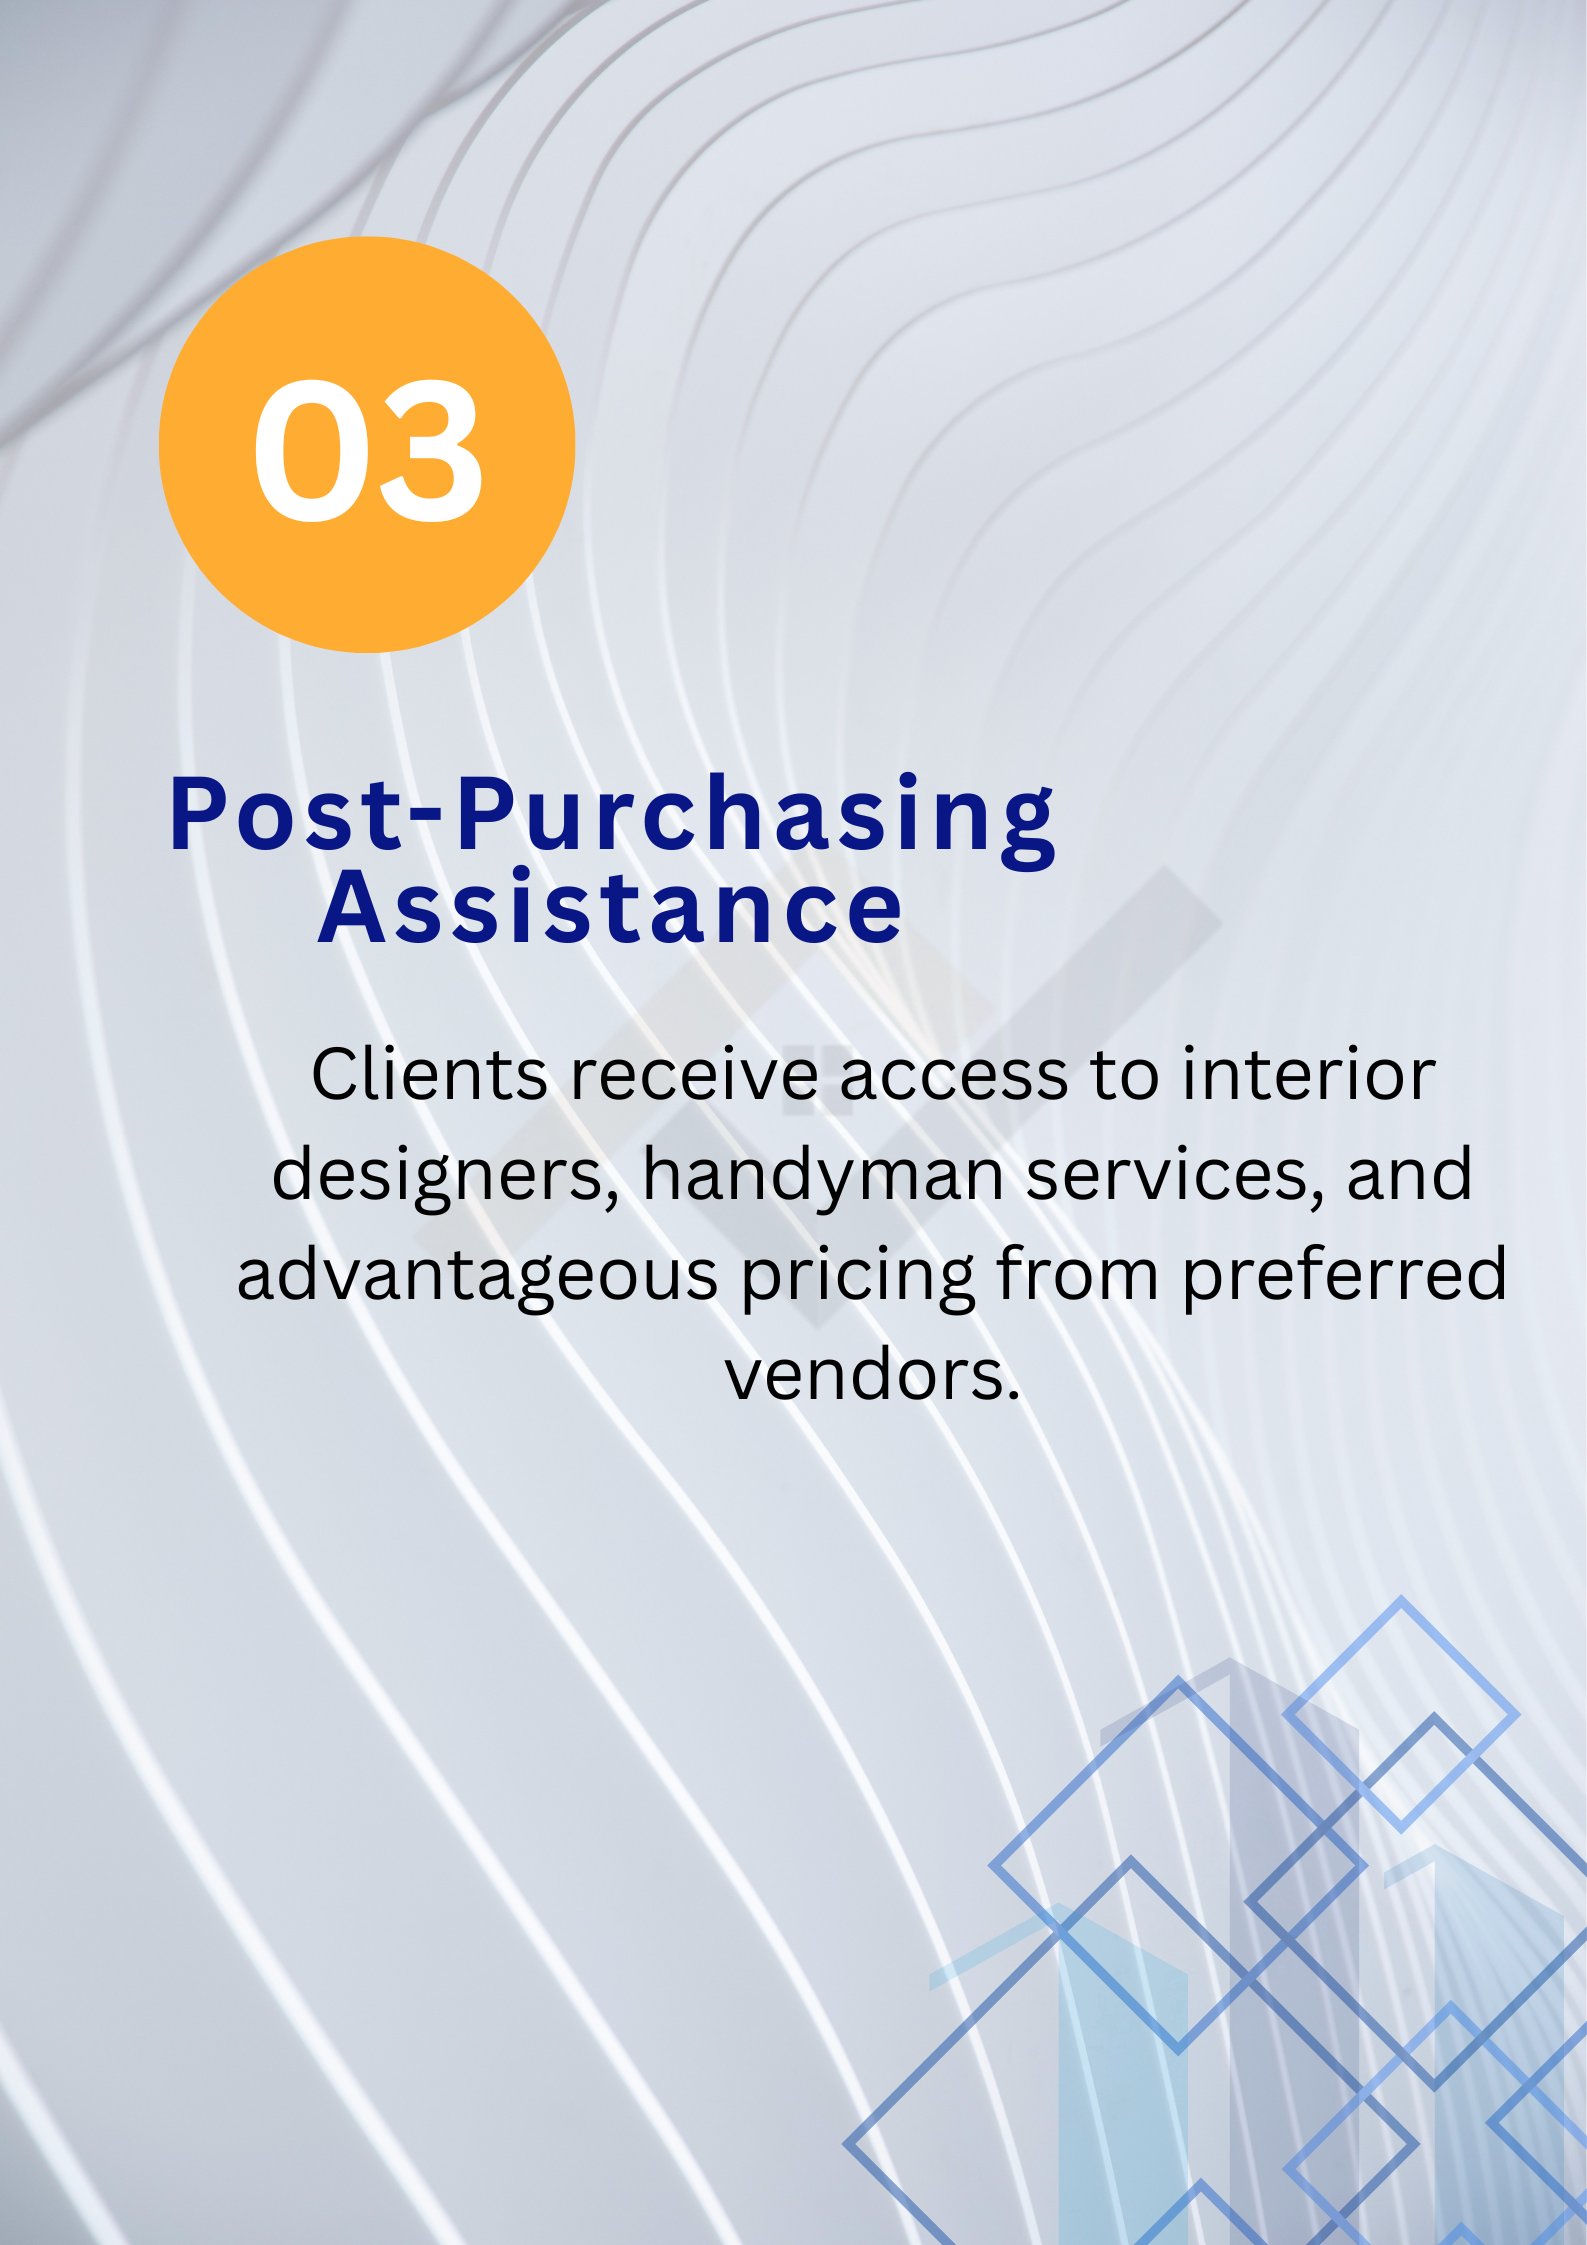 03
Post-Purchasing
Assistance
Clients receive access to interior
designers, handyman services, and
advantageous pricing from preferred
vendors.